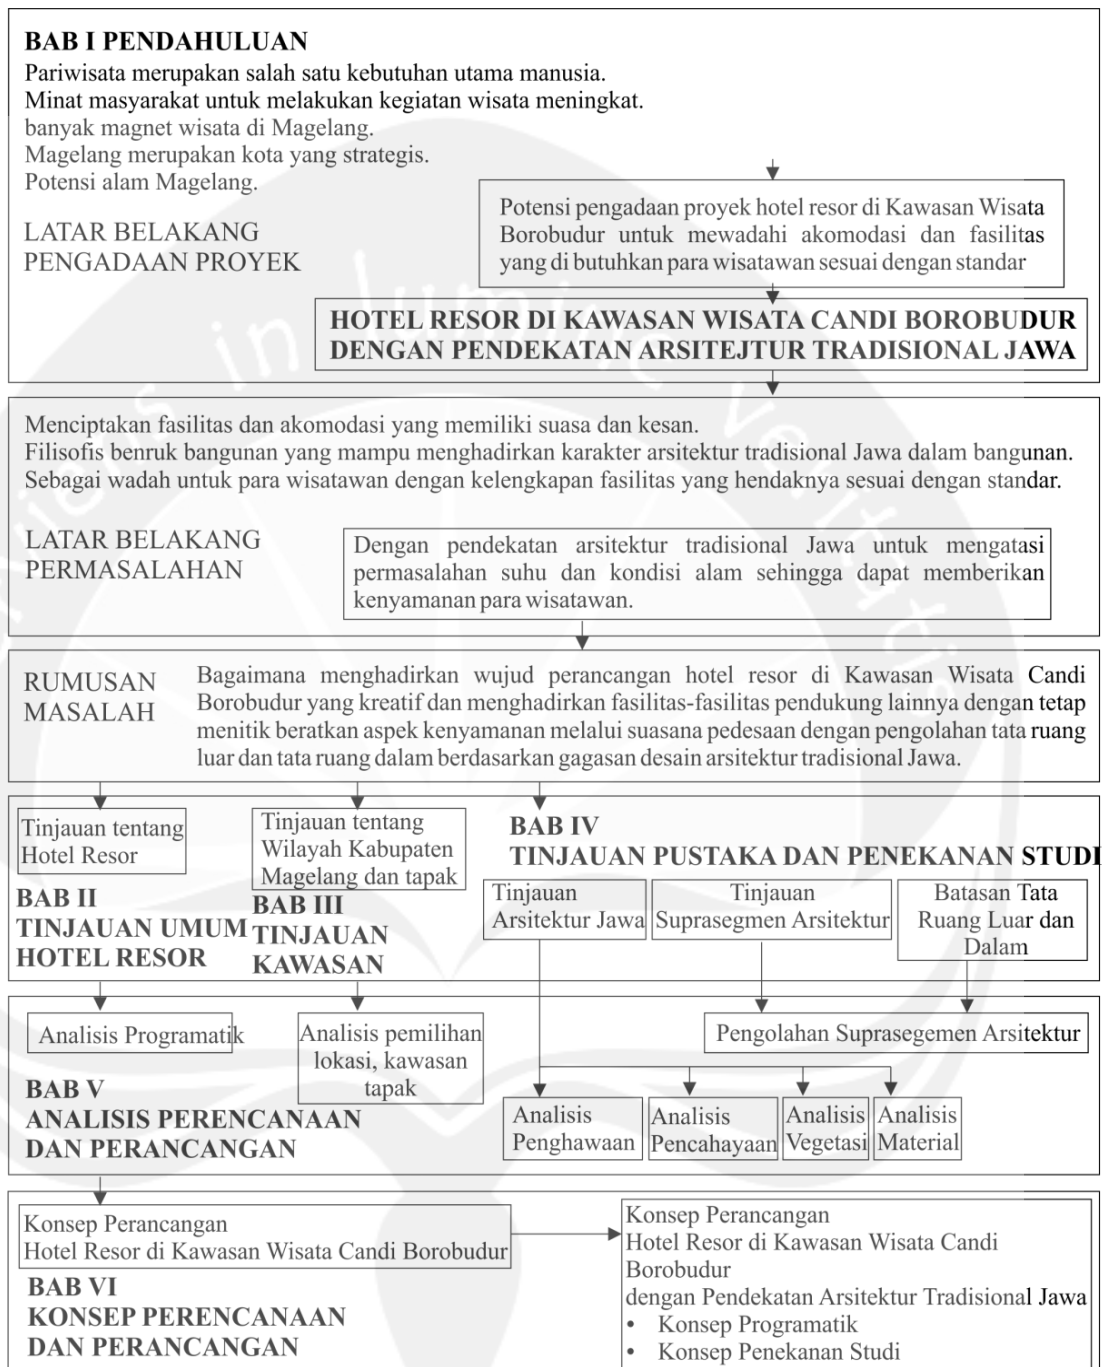 BAB I PENDAHULUAN
Pariwisata merupakan salah satu kebutuhan utama manusia.
Minat masyarakat untuk melakukan kegiatan wisata meningkat.
banyak magnet wisata di Magelang.
Magelang merupakan kota yang strategis.
Potensi alam Magelang.
LATAR BELAKANG
PENGADAAN PROYEK
Potensi pengadaan proyek hotel resor di Kawasan Wisata
Borobudur untuk mewadahi akomodasi dan fasilitas
yang di butuhkan para wisatawan sesuai dengan standar
HOTEL RESOR DI KAWASAN WISATA CANDI BOROBUDUR
DENGAN PENDEKATAN ARSITEJTUR TRADISIONAL JAWA
Menciptakan fasilitas dan akomodasi yang memiliki suasa dan kesan.
Filisofis benruk bangunan yang mampu menghadirkan karakter arsitektur tradisional Jawa dalam bangunan.
Sebagai wadah untuk para wisatawan dengan kelengkapan fasilitas yang hendaknya sesuai dengan standar.
LATAR BELAKANG
PERMASALAHAN
Dengan pendekatan arsitektur tradisional Jawa untuk mengatasi
permasalahan suhu dan kondisi alam sehingga dapat memberikan
kenyamanan para wisatawan.
RUMUSAN
MASALAH
Bagaimana menghadirkan wujud perancangan hotel resor di Kawasan Wisata Candi
Borobudur yang kreatif dan menghadirkan fasilitas-fasilitas pendukung lainnya dengan tetap
menitik beratkan aspek kenyamanan melalui suasana pedesaan dengan pengolahan tata ruang
luar dan tata ruang dalam berdasarkan gagasan desain arsitektur tradisional Jawa.
Tinjauan tentang
Hotel Resor
BAB II
TINJAUAN UMUM
HOTEL RESOR
Tinjauan tentang
Wilayah Kabupaten
Magelang dan tapak
BAB III
TINJAUAN
KAWASAN
BAB IV
TINJAUAN PUSTAKA DAN PENEKANAN STUDI
Tinjauan
Arsitektur Jawa
Tinjauan
Suprasegmen Arsitektur
Batasan Tata
Ruang Luar dan
Dalam
Analisis Programatik
Analisis pemilihan
lokasi, kawasan
tapak
Pengolahan Suprasegemen Arsitektur
BAB V
ANALISIS PERENCANAAN
DAN PERANCANGAN
Analisis
Penghawaan
Analisis
Pencahayaan
Analisis
Vegetasi
Analisis
Material
Konsep Perancangan
Hotel Resor di Kawasan Wisata Candi Borobudur
BAB VI
KONSEP PERENCANAAN
DAN PERANCANGAN
Konsep Perancangan
Hotel Resor di Kawasan Wisata Candi
Borobudur
dengan Pendekatan Arsitektur Tradisional Jawa
• Konsep Programatik
• Konsep Penekanan Studi
in lumine veritatis